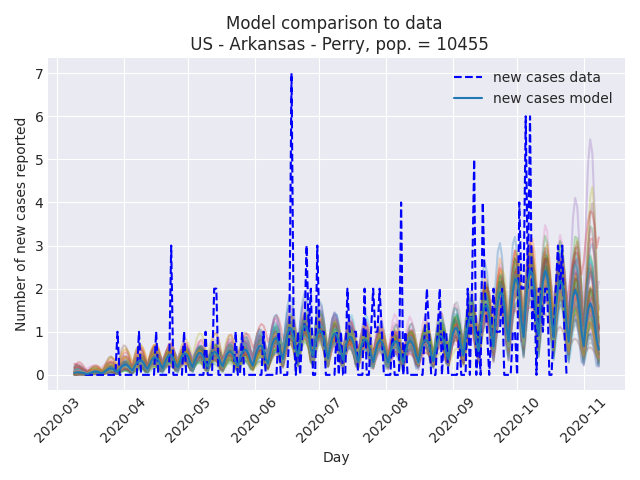 Model comparison to data
US - Arkansas - Perry, pop. = 10455
new cases data
new cases model
Number of new cases reported
7
6
5
4
3
2
1
0
2020-03
2020-04
2020-05
2020-06
2020-07
2020-08
2020-09
2020-10
2020-11
Day